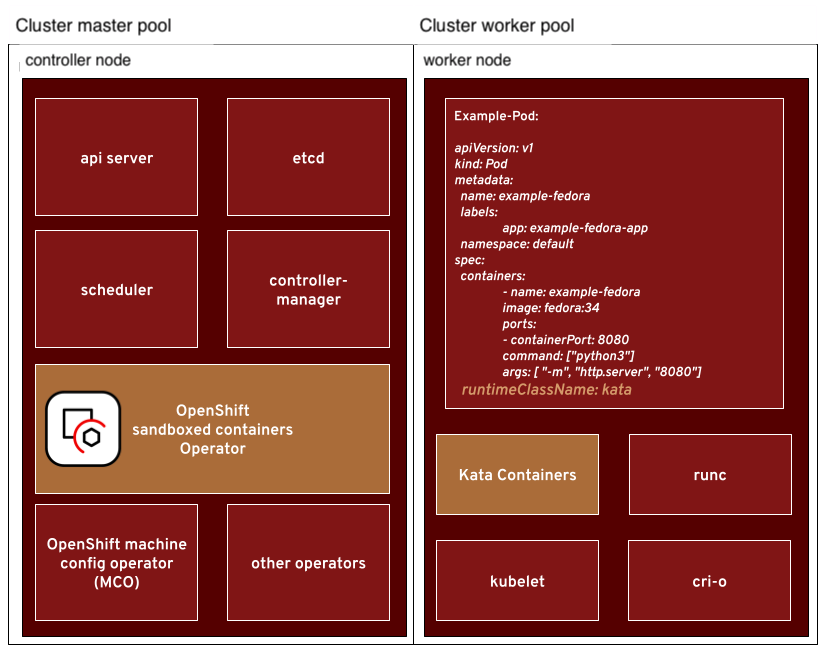 Cluster master pool
Cluster worker pool
controller node
worker node
api server
etcd
scheduler
controller-
manager
OpenShift
sandboxed containers
Operator
OpenShift machine
config operator
(MCO)
other operators
Example-Pod:
apiVersion: v1
kind: Pod
metadata:
name: example-fedora
labels:
app: example-fedora-app
namespace: default
spec:
containers:
- name: example-fedora
image: fedora:34
ports:
- containerPort: 8080
command: ["python3"]
args: [ "-m", "http.server", "8080"]
runtimeClassName: kata
Kata Containers
runc
kubelet
cri-o